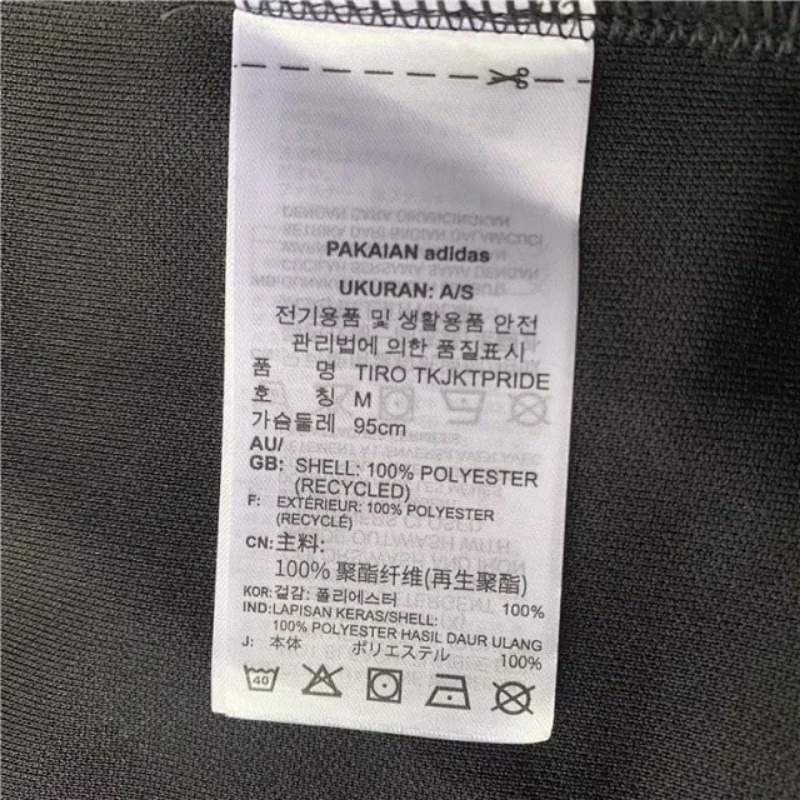 PAKAIAN adidas
UKURAN: A/S
전기용품 및 생활용품 안전
관리법에 의한 품질표시
품 명 TIRO TKJKTPRIDE
호 칭 M
가슴둘레 95cm
AU/
GB: SHELL: 100% POLYESTER
(RECYCLED)
F: EXTÉRIEUR: 100% POLYESTER
(RECYCLÉ)
CN: 主料:
100% 聚酯纤维(再生聚酯)
KOR: 겉감: 폴리에스터 100%
IND: LAPISAN KERAS/SHELL:
100% POLYESTER HASIL DAUR ULANG
J: 本体 ポリエステル 100%
40